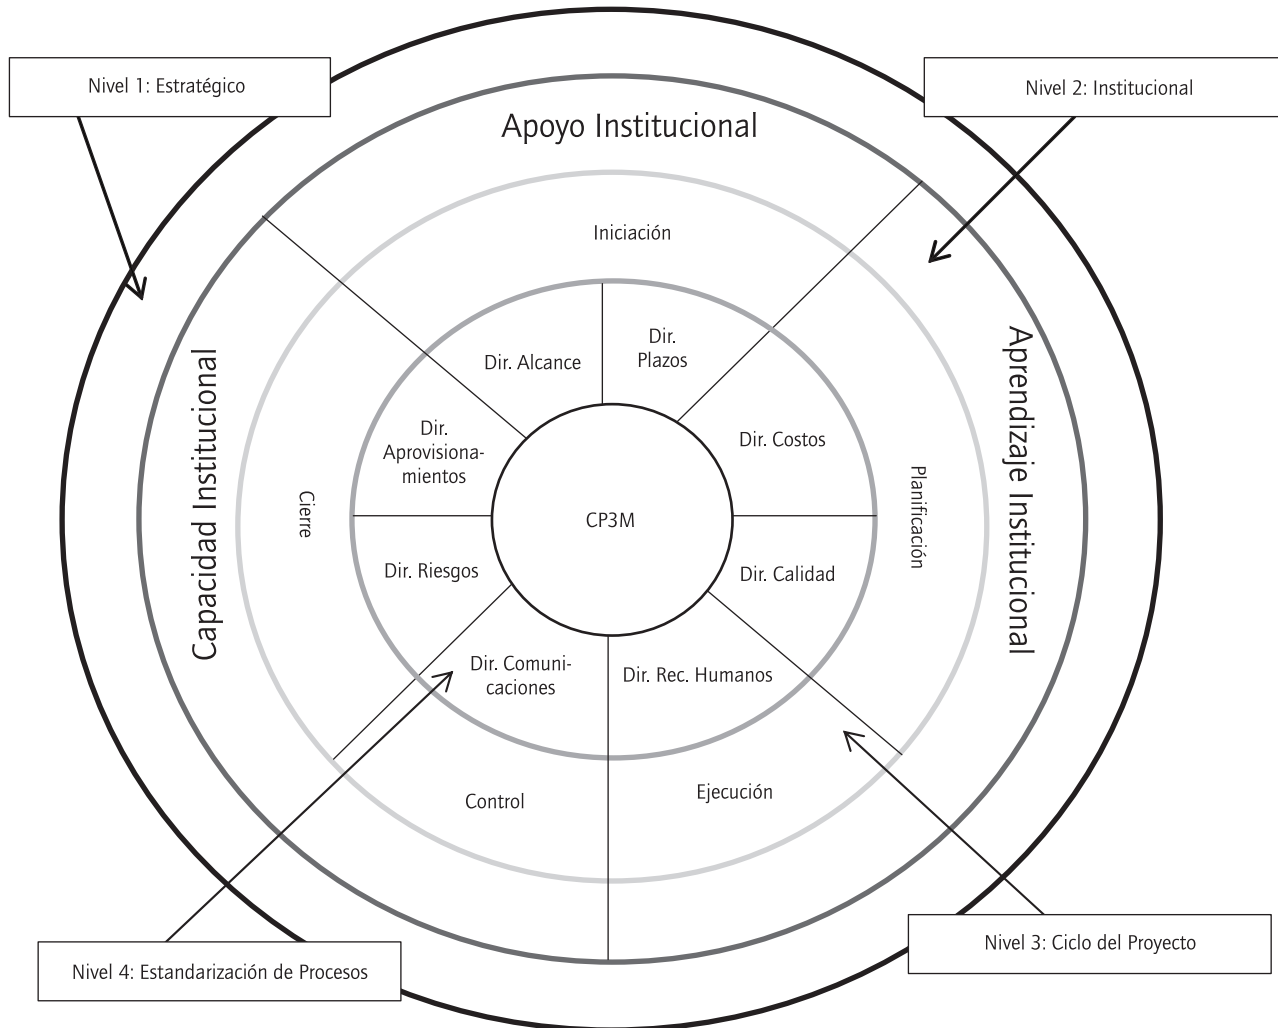 Nivel 1: Estratégico
Nivel 2: Institucional
Apoyo Institucional
Iniciación
Dir.
Plazos
Dir. Alcance
Dir. Costos
Dir.
Aprovisiona-
mientos
Capacidad Institucional
Cierre
CP3M
Planificación
Aprendizaje Institucional
Dir. Riesgos
Dir. Calidad
Dir. Comuni-
caciones
Dir. Rec. Humanos
Control
Ejecución
Nivel 4: Estandarización de Procesos
Nivel 3: Ciclo del Proyecto